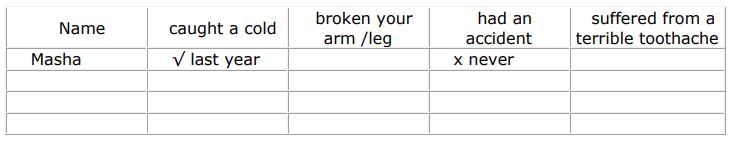 Name caught a cold broken your arm /leg had an accident suffered from a terrible toothache
Masha √ last year x never